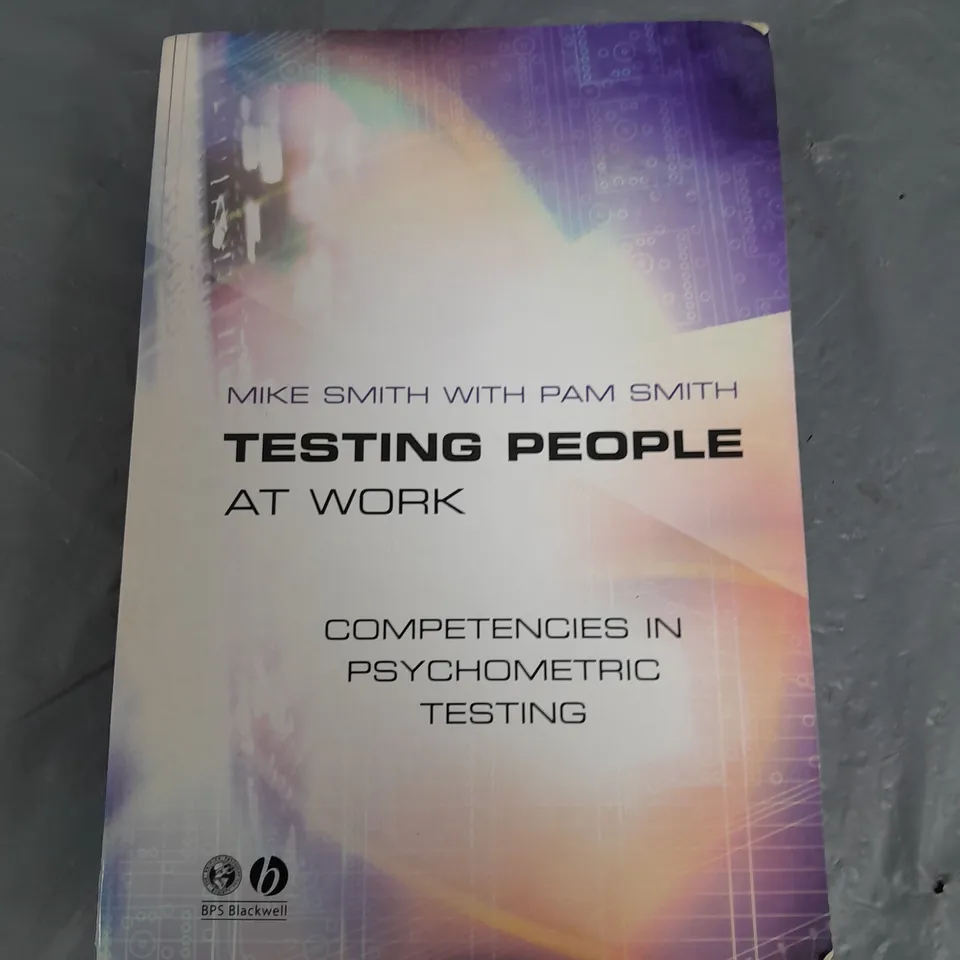 MIKE SMITH WITH PAM SMITH
TESTING PEOPLE
AT WORK
COMPETENCIES IN
PSYCHOMETRIC
TESTING
b
BPS Blackwell